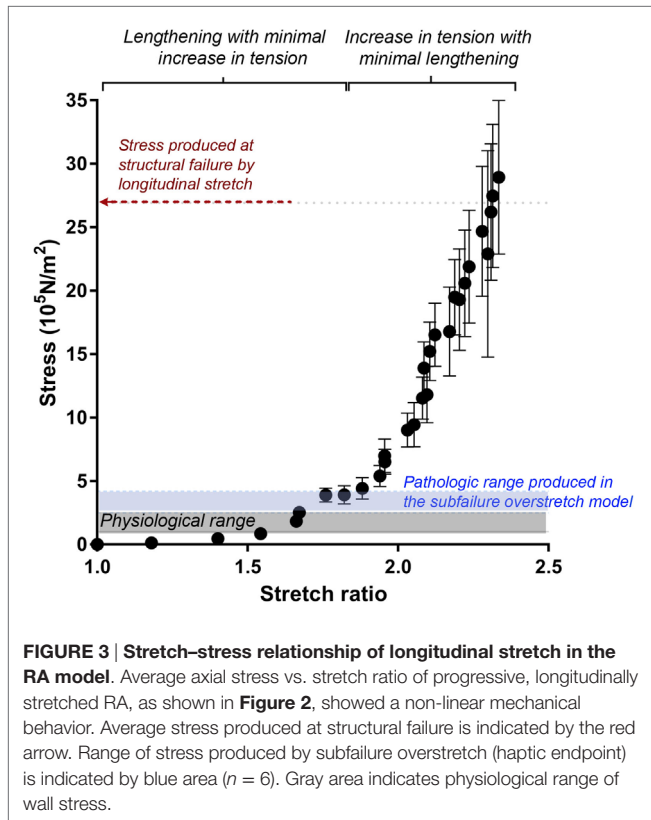 Lengthening with minimal
increase in tension
Increase in tension with
minimal lengthening
35
30
25
20
15
10
5
0
Stress (10⁵N/m²)
Stress produced at
structural failure by
longitudinal stretch
Pathologic range produced in
the subfailure overstretch model
Physiological range
1.0
1.5
2.0
2.5
Stretch ratio
FIGURE 3 | Stretch–stress relationship of longitudinal stretch in the
RA model. Average axial stress vs. stretch ratio of progressive, longitudinally
stretched RA, as shown in Figure 2, showed a non-linear mechanical
behavior. Average stress produced at structural failure is indicated by the red
arrow. Range of stress produced by subfailure overstretch (haptic endpoint)
is indicated by blue area (n = 6). Gray area indicates physiological range of
wall stress.